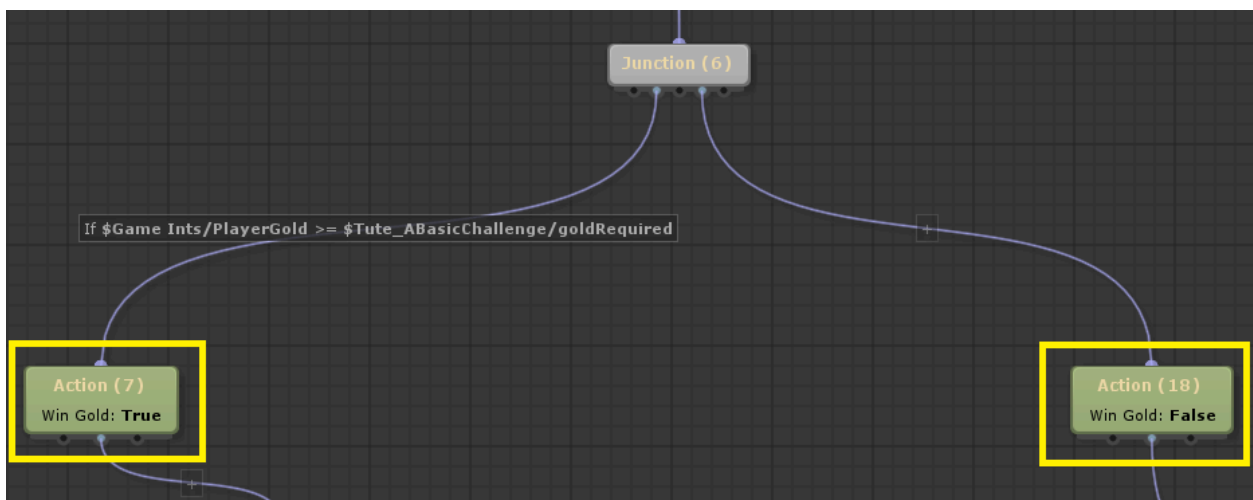 Junction (6)
If $Game Ints/PlayerGold >= $Tute_ABasicChallenge/goldRequired
+
Action (7)
Win Gold: True
Action (18)
Win Gold: False
+